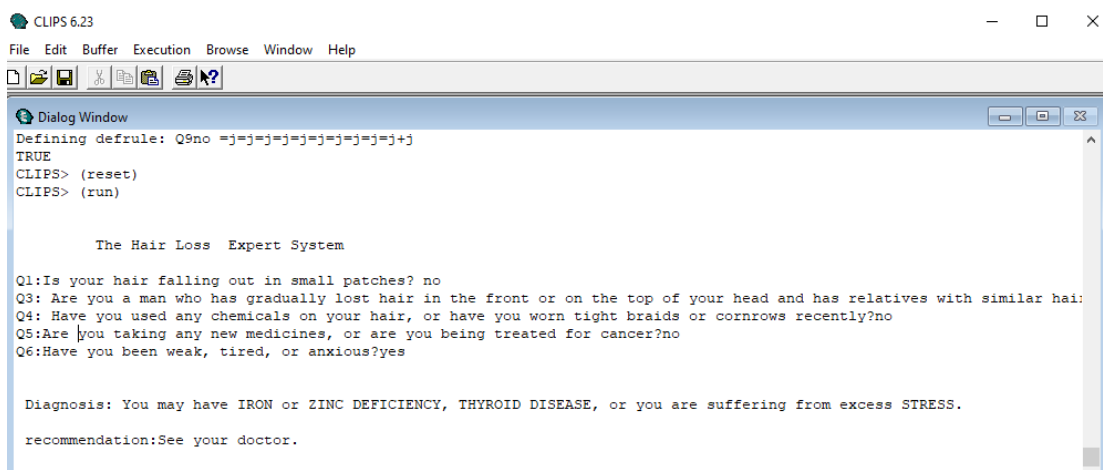 CLIPS 6.23
File Edit Buffer Execution Browse Window Help
Dialog Window
Defining defrule: Q9no =j=j=j=j=j=j=j=j=j=j+j
TRUE
CLIPS> (reset)
CLIPS> (run)
The Hair Loss Expert System
Q1:Is your hair falling out in small patches? no
Q3: Are you a man who has gradually lost hair in the front or on the top of your head and has relatives with similar hai
Q4: Have you used any chemicals on your hair, or have you worn tight braids or cornrows recently?no
Q5:Are you taking any new medicines, or are you being treated for cancer?no
Q6:Have you been weak, tired, or anxious?yes
Diagnosis: You may have IRON or ZINC DEFICIENCY, THYROID DISEASE, or you are suffering from excess STRESS.
recommendation:See your doctor.